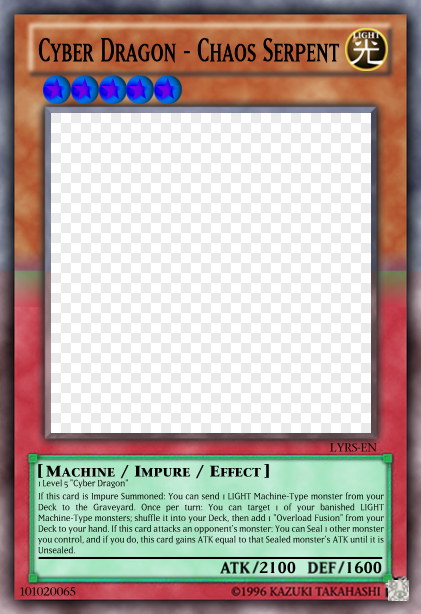 Cyber Dragon - Chaos Serpent
LIGHT
光
LYRS-EN
[ Machine / Impure / Effect ]
1 Level 5 "Cyber Dragon"
If this card is Impure Summoned: You can send 1 LIGHT Machine-Type monster from your
Deck to the Graveyard. Once per turn: You can target 1 of your banished LIGHT
Machine-Type monsters; shuffle it into your Deck, then add 1 "Overload Fusion" from your
Deck to your hand. If this card attacks an opponent's monster: You can Seal 1 other monster
you control, and if you do, this card gains ATK equal to that Sealed monster's ATK until it is
Unsealed.
ATK/2100 DEF/1600
101020065
©1996 KAZUKI TAKAHASHI